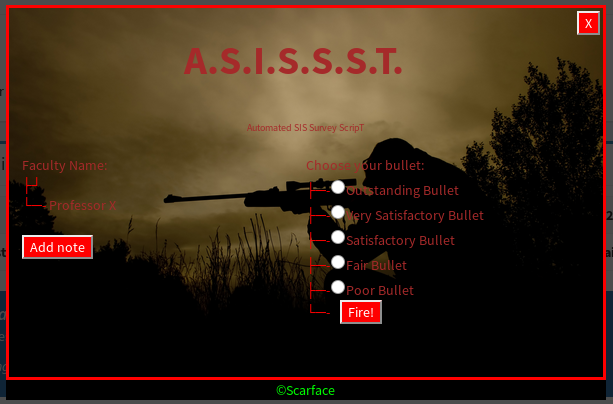 X
A.S.I.S.S.S.T.
Automated SIS Survey ScripT
Faculty Name:
Professor X
Add note
Choose your bullet:
Outstanding Bullet
Very Satisfactory Bullet
Satisfactory Bullet
Fair Bullet
Poor Bullet
Fire!
©Scarface